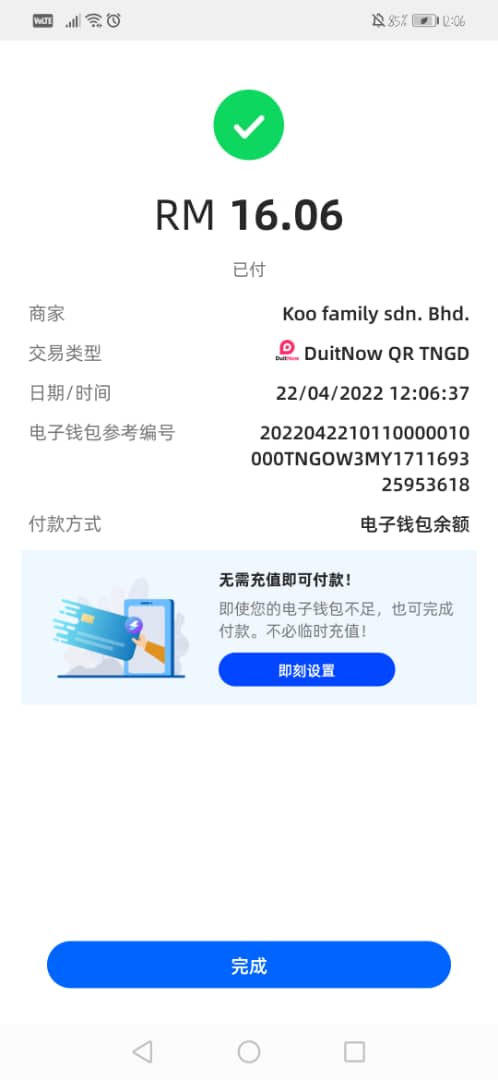 VoLTE 85% 12:06
RM 16.06
已付
商家 Koo family sdn. Bhd.
交易类型 DuitNow DuitNow QR TNGD
日期/时间 22/04/2022 12:06:37
电子钱包参考编号 2022042210110000010
000TNGOW3MY1711693
25953618
付款方式 电子钱包余额
无需充值即可付款！
即使您的电子钱包不足，也可完成
付款。不必临时充值！
即刻设置
完成